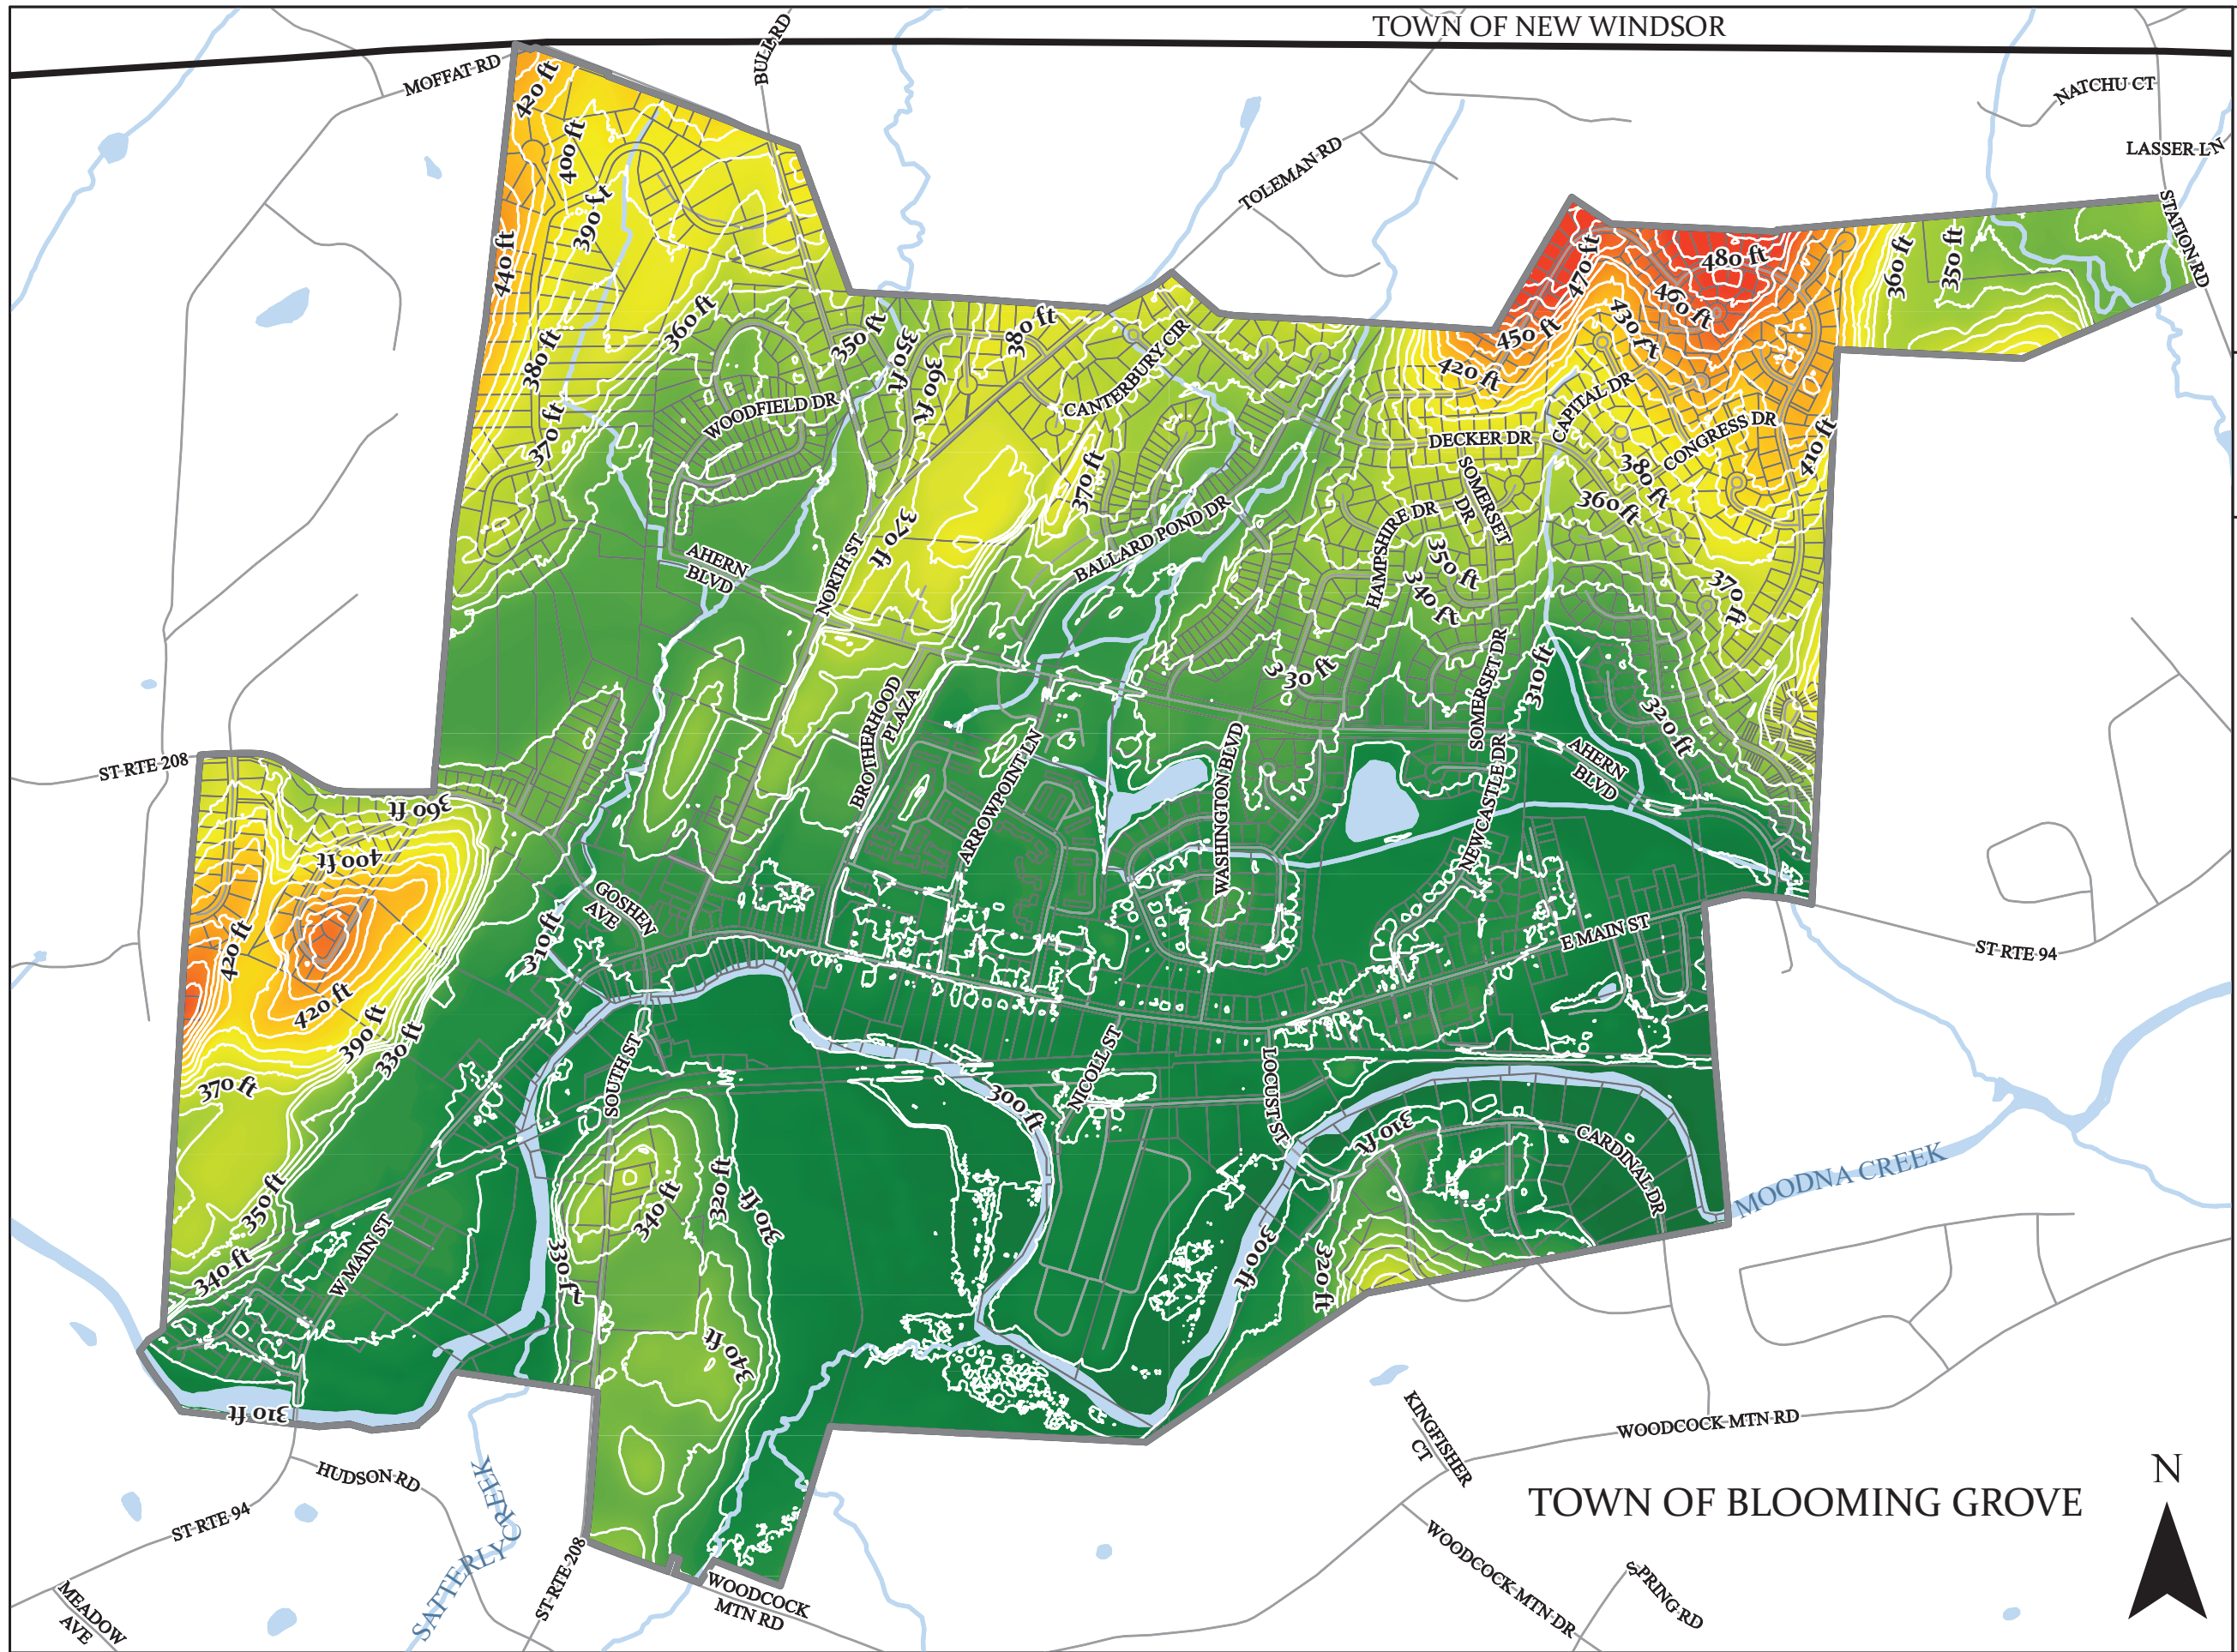 TOWN OF NEW WINDSOR
BULL RD
MOFFAT RD
NATCHU CT
LASSER LN
TOLEMAN RD
STATION RD
420 ft
400 ft
390 ft
440 ft
380 ft
370 ft
360 ft
350 ft
350 ft
360 ft
380 ft
CANTERBURY CIR
WOODFIELD DR
470 ft
480 ft
460 ft
450 ft
430 ft
420 ft
360 ft
350 ft
CAPITAL DR
DECKER DR
CONGRESS DR
410 ft
380 ft
360 ft
SOMERSET
DR
HAMPSHIRE DR
350 ft
340 ft
370 ft
370 ft
370 ft
BALLARD POND DR
NORTH ST
AHERN
BLVD
330 ft
310 ft
SOMERSET DR
320 ft
BROTHERHOOD
PLAZA
ARROWPOINT LN
WASHINGTON BLVD
NEWCASTLE DR
AHERN
BLVD
ST RTE 208
360 ft
400 ft
420 ft
420 ft
390 ft
330 ft
370 ft
310 ft
GOSHEN
AVE
E MAIN ST
ST RTE 94
SOUTH ST
300 ft
NICOLL ST
LOCUST ST
310 ft
CARDINAL DR
MOODNA CREEK
350 ft
340 ft
W MAIN ST
330 ft
340 ft
320 ft
310 ft
300 ft
320 ft
340 ft
310 ft
HUDSON RD
ST RTE 94
SATTERLY CREEK
ST RTE 208
MEADOW
AVE
WOODCOCK
MTN RD
KINGFISHER
CT
WOODCOCK MTN RD
TOWN OF BLOOMING GROVE
N
WOODCOCK MTN DR
SPRING RD